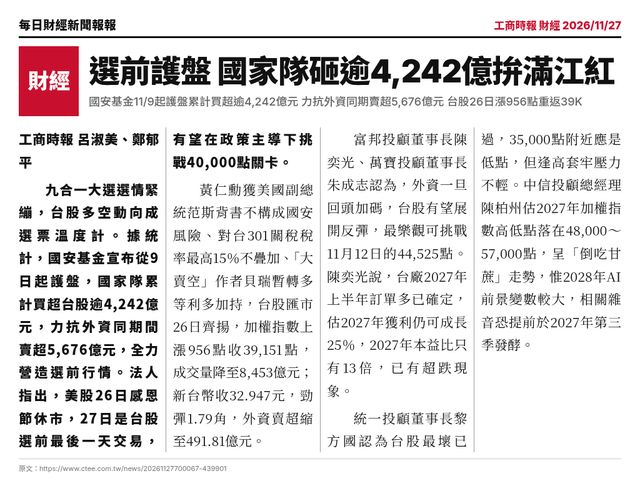 每日財經新聞報報
工商時報 財經 2026/11/27
財經
選前護盤 國家隊砸逾4,242億拚滿江紅
國安基金11/9起護盤累計買超逾4,242億元 力抗外資同期賣超5,676億元 台股26日漲956點重返39K
工商時報 呂淑美、鄭郁
平
九合一大選選情緊
繃，台股多空動向成
選票溫度計。據統
計，國安基金宣布從9
日起護盤，國家隊累
計買超台股逾4,242億
元，力抗外資同期間
賣超5,676億元，全力
營造選前行情。法人
指出，美股26日感恩
節休市，27日是台股
選前最後一天交易，
有望在政策主導下挑
戰40,000點關卡。
黃仁勳獲美國副總
統范斯背書不構成國安
風險、對台301關稅稅
率最高15%不疊加、「大
賣空」作者貝瑞暫轉多
等利多加持，台股匯市
26日齊揚，加權指數上
漲956點收39,151點，
成交量降至8,453億元；
新台幣收32.947元，勁
彈1.79角，外資賣超縮
至491.81億元。
富邦投顧董事長陳
奕光、萬寶投顧董事長
朱成志認為，外資一旦
回頭加碼，台股有望展
開反彈，最樂觀可挑戰
11月12日的44,525點。
陳奕光說，台廠2027年
上半年訂單多已確定，
估2027年獲利仍可成長
25%，2027年本益比只
有13倍，已有超跌現
象。
統一投顧董事長黎
方國認為台股最壞已
過，35,000點附近應是
低點，但逢高套牢壓力
不輕。中信投顧總經理
陳柏州估2027年加權指
數高低點落在48,000～
57,000點，呈「倒吃甘
蔗」走勢，惟2028年AI
前景變數較大，相關雜
音恐提前於2027年第三
季發酵。
原文：https://www.ctee.com.tw/news/20261127700067-439901